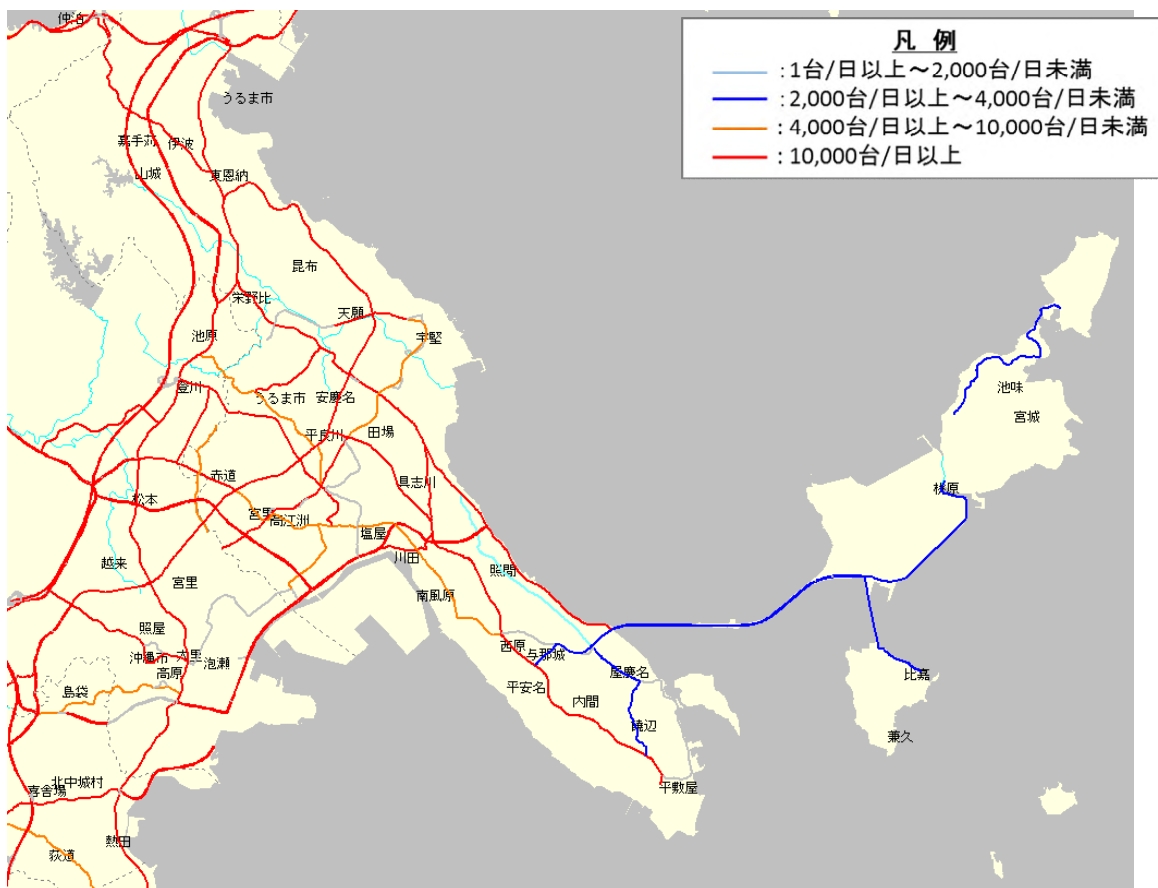 仲泊
凡 例
：1台/日以上～2,000台/日未満
：2,000台/日以上～4,000台/日未満
：4,000台/日以上～10,000台/日未満
：10,000台/日以上
うるま市
嘉手苅
伊波
山城
東恩納
昆布
栄野比
天願
宇堅
池原
登川
うるま市
安慶名
池味
宮城
平良川
田場
赤道
具志川
桃原
松本
宮里
高江洲
塩屋
川田
越来
宮里
照間
南風原
照屋
西原
与那城
沖縄市
大里
泡瀬
高原
屋慶名
比嘉
島袋
平安名
内間
饒辺
兼久
北中城村
喜舎場
平敷屋
熱田
荻道